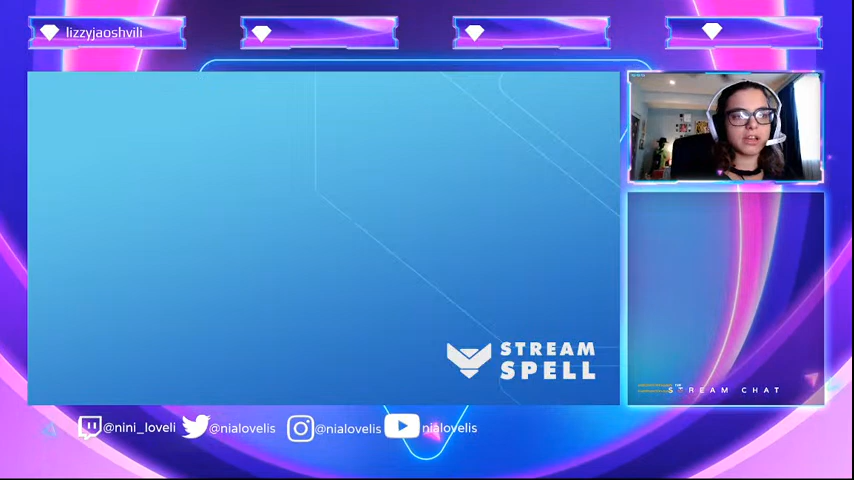 lizzyjaoshvili
STREAM
SPELL
STREAM CHAT
@nini_loveli
@nialovelis
@nialovelis
nialovelis